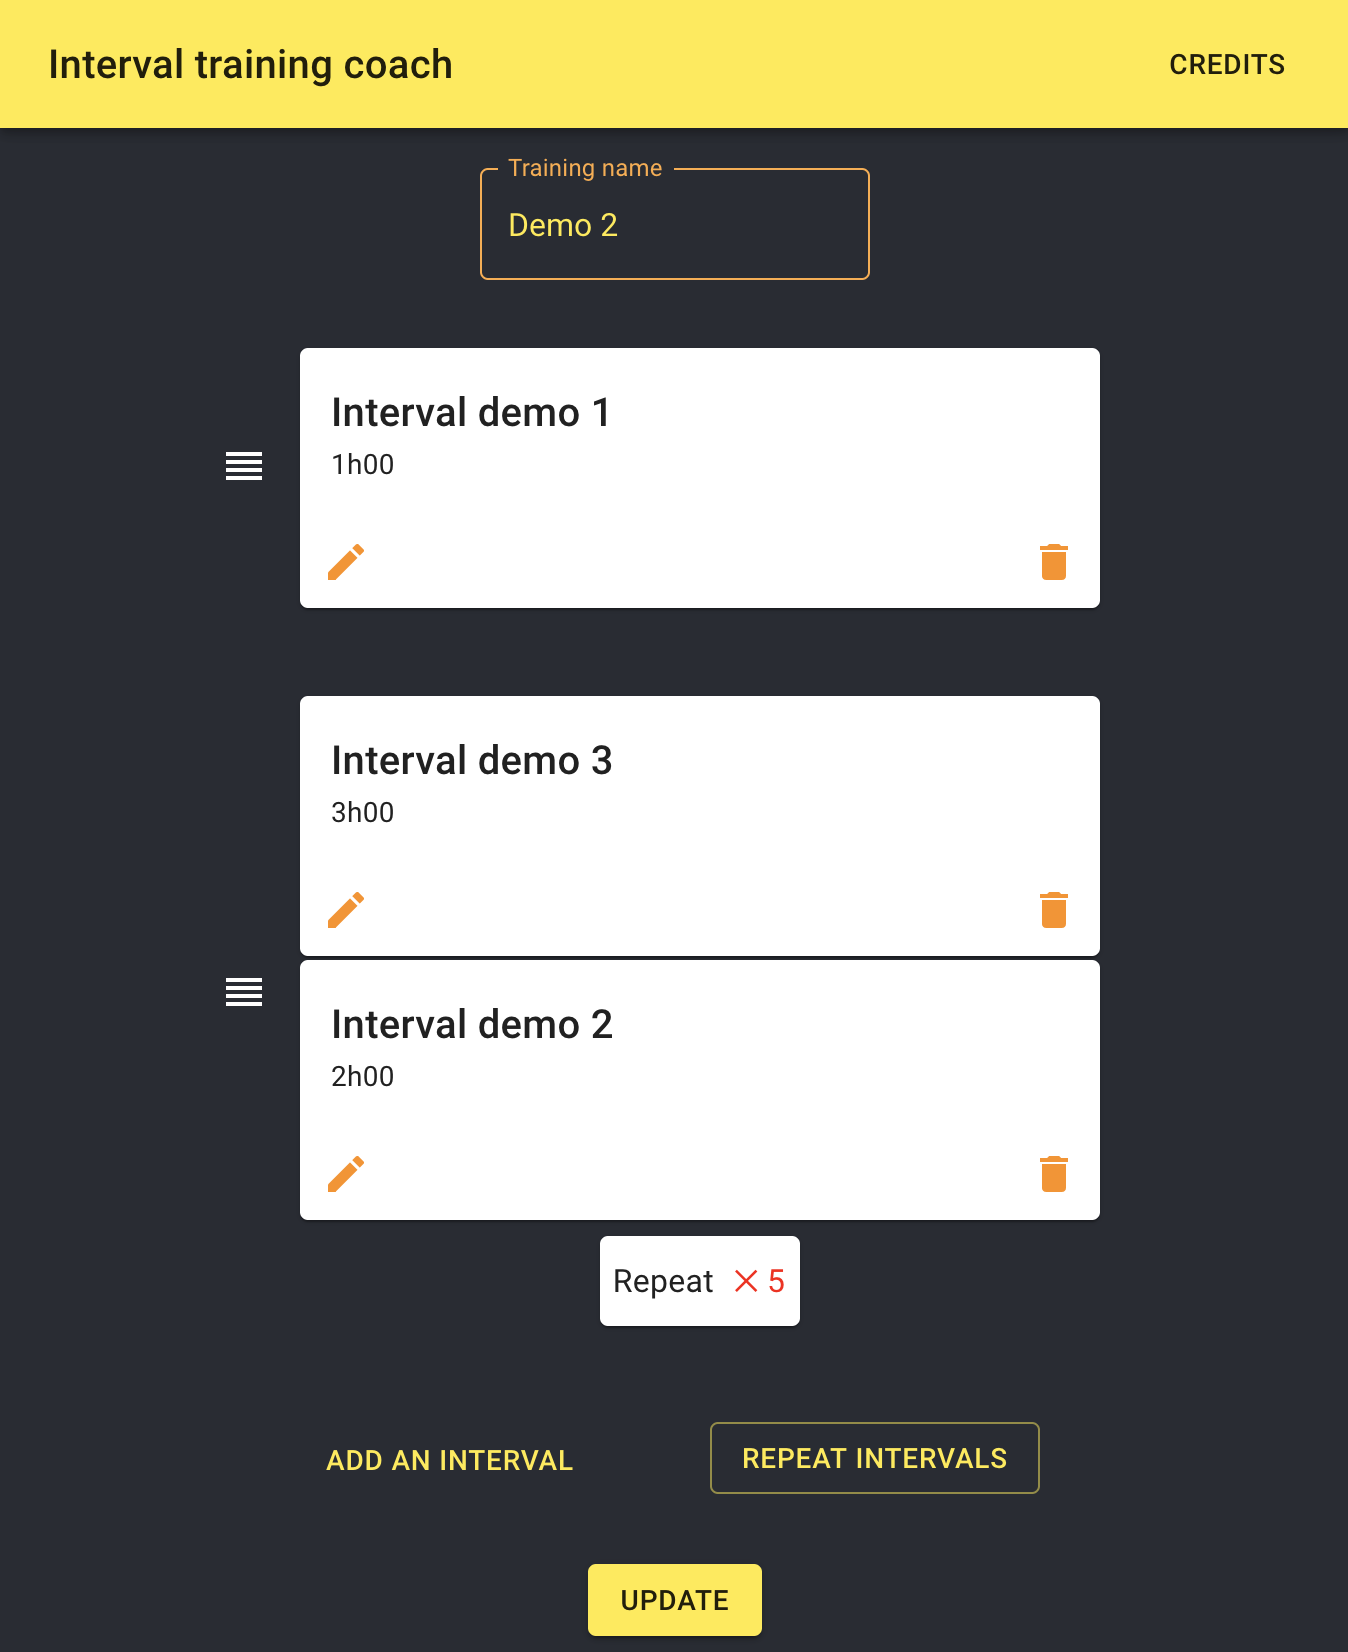 Interval training coach
CREDITS
Training name
Demo 2
Interval demo 1
1h00
Interval demo 3
3h00
Interval demo 2
2h00
Repeat × 5
ADD AN INTERVAL
REPEAT INTERVALS
UPDATE